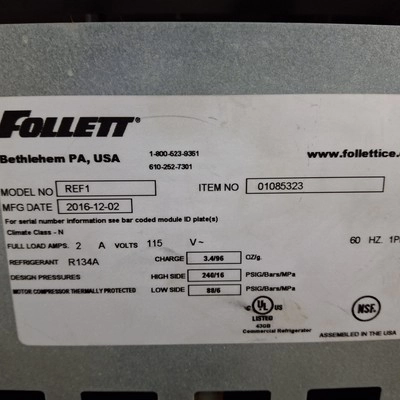 FOLLETT®
Bethlehem PA, USA
1-800-523-9361
610-252-7301
www.follettice.
MODEL NO REF1
ITEM NO 01085323
MFG DATE 2016-12-02
For serial number information see bar coded module ID plate(s)
Climate Class - N
FULL LOAD AMPS. 2 A VOLTS 115 V~ 60 HZ. 1P
REFRIGERANT R134A CHARGE 3.4/96 OZ/g.
DESIGN PRESSURES HIGH SIDE 240/16 PSIG/Bars/MPa
MOTOR COMPRESSOR THERMALLY PROTECTED LOW SIDE 88/6 PSIG/Bars/MPa
C UL US
LISTED
43GB
Commercial Refrigerator
NSF.
ASSEMBLED IN THE USA